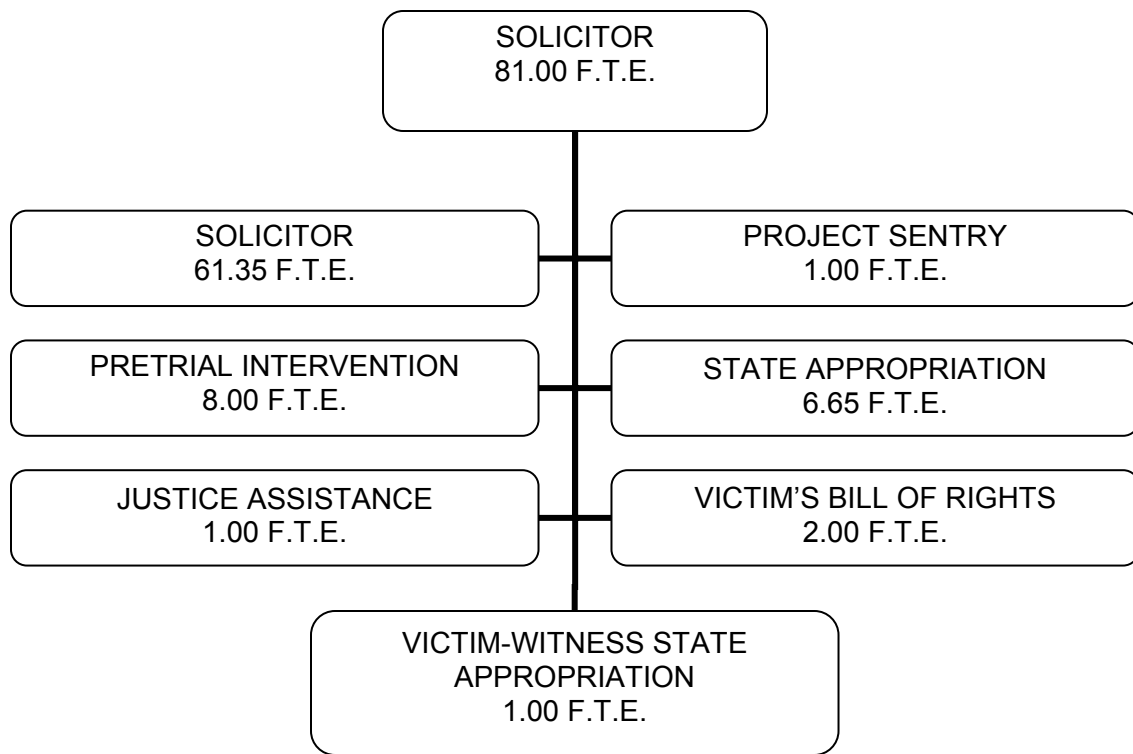 SOLICITOR
81.00 F.T.E.
SOLICITOR
61.35 F.T.E.
PROJECT SENTRY
1.00 F.T.E.
PRETRIAL INTERVENTION
8.00 F.T.E.
STATE APPROPRIATION
6.65 F.T.E.
JUSTICE ASSISTANCE
1.00 F.T.E.
VICTIM’S BILL OF RIGHTS
2.00 F.T.E.
VICTIM-WITNESS STATE
APPROPRIATION
1.00 F.T.E.